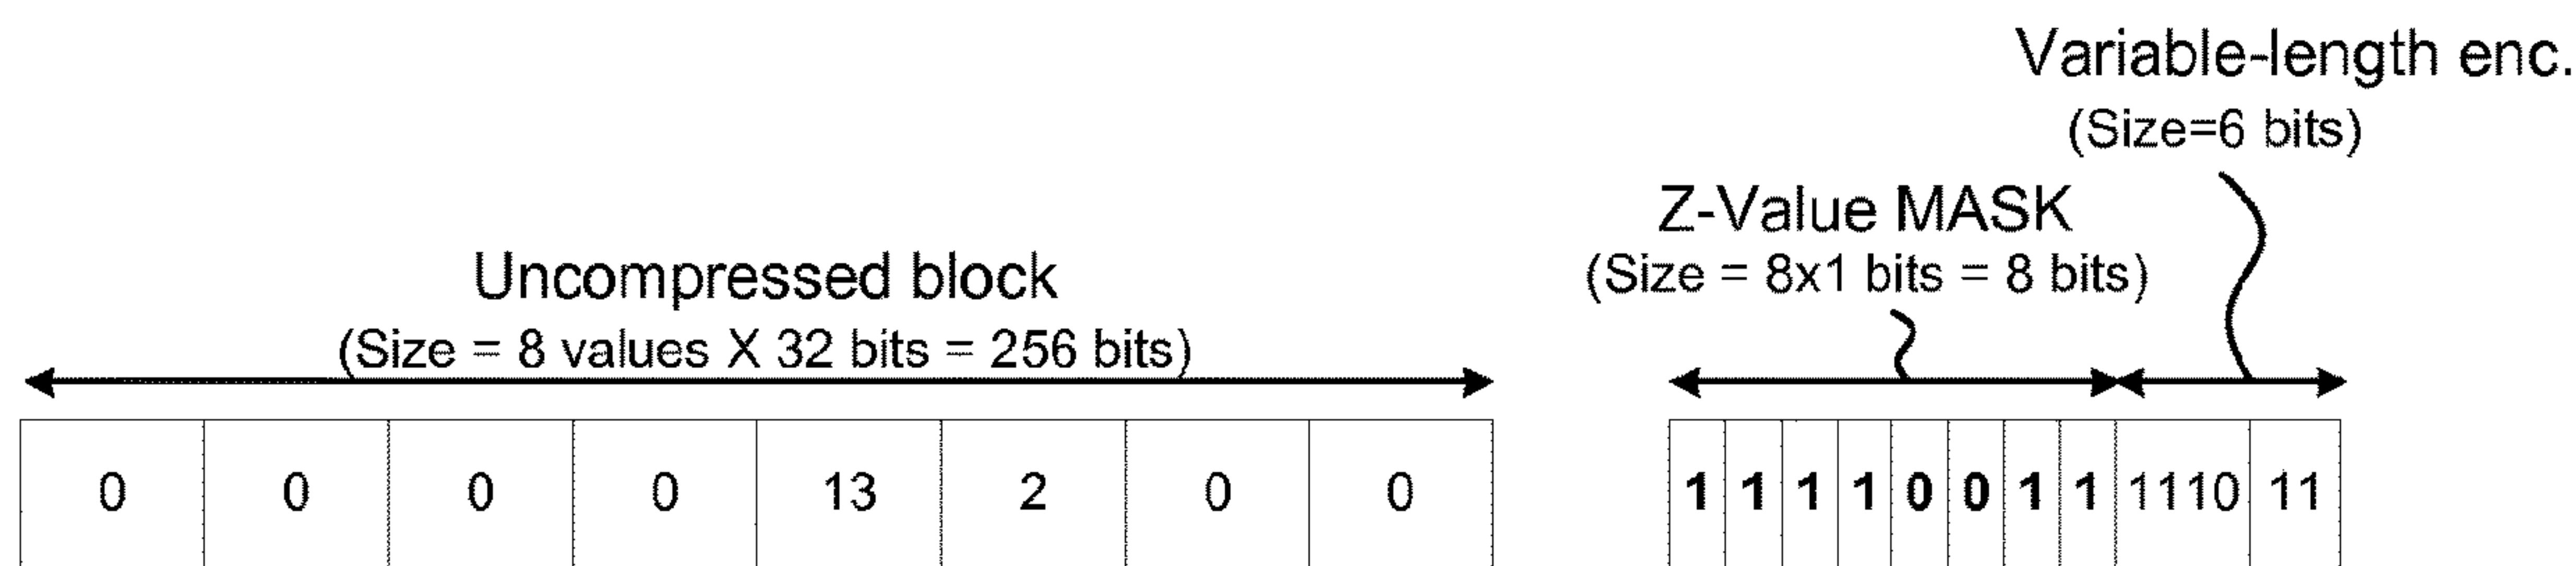 Variable-length enc.
(Size=6 bits)
Z-Value MASK
(Size = 8x1 bits = 8 bits)
Uncompressed block
(Size = 8 values X 32 bits = 256 bits)
0 0 0 0 13 2 0 0
1 1 1 1 0 0 1 1 1110 11